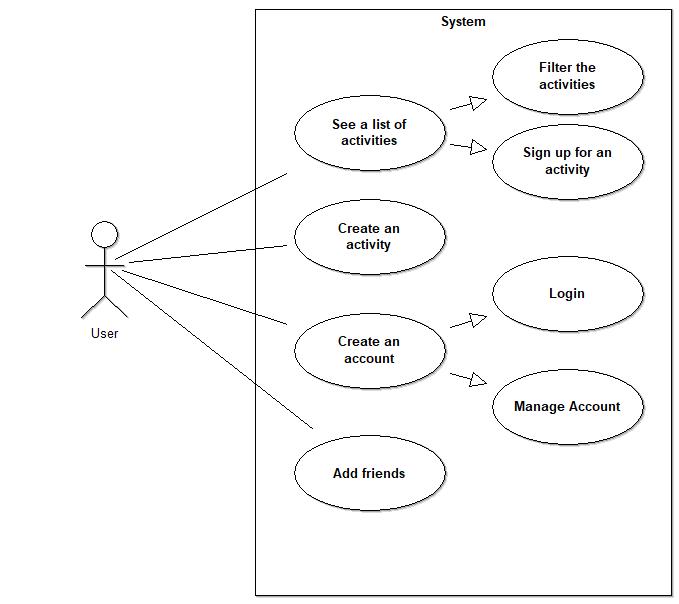 System
Filter the
activities
See a list of
activities
Sign up for an
activity
Create an
activity
User
Login
Create an
account
Manage Account
Add friends